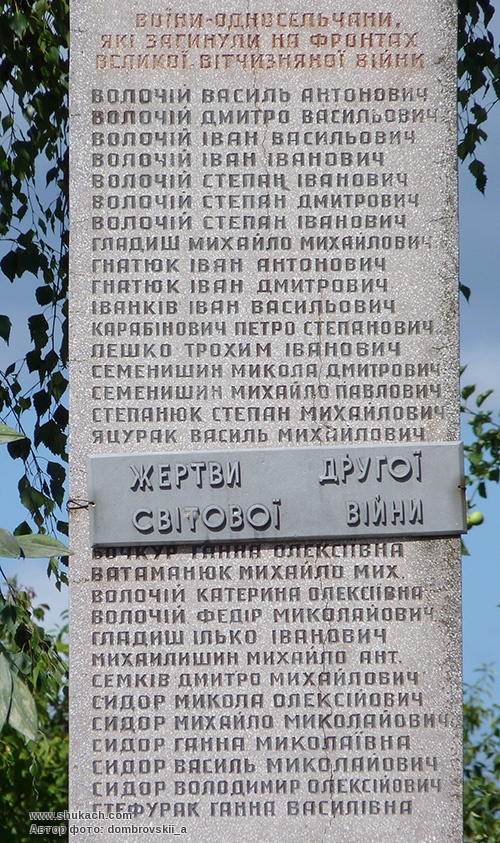 ВОЇНИ-ОДНОСЕЛЬЧАНИ,
ЯКІ ЗАГИНУЛИ НА ФРОНТАХ
ВЕЛИКОЇ ВІТЧИЗНЯНОЇ ВІЙНИ
ВОЛОЧІЙ ВАСИЛЬ АНТОНОВИЧ
ВОЛОЧІЙ ДМИТРО ВАСИЛЬОВИЧ
ВОЛОЧІЙ ІВАН ВАСИЛЬОВИЧ
ВОЛОЧІЙ ІВАН ІВАНОВИЧ
ВОЛОЧІЙ СТЕПАН ІВАНОВИЧ
ВОЛОЧІЙ СТЕПАН ДМИТРОВИЧ
ВОЛОЧІЙ СТЕПАН ІВАНОВИЧ
ГЛАДИШ МИХАЙЛО МИХАЙЛОВИЧ
ГНАТЮК ІВАН АНТОНОВИЧ
ГНАТЮК ІВАН ДМИТРОВИЧ
ІВАНКІВ ІВАН ВАСИЛЬОВИЧ
КАРАБІНОВИЧ ПЕТРО СТЕПАНОВИЧ
ЛЕШКО ТРОХИМ ІВАНОВИЧ
СЕМЕНИШИН МИКОЛА ДМИТРОВИЧ
СЕМЕНИШИН МИХАЙЛО ПАВЛОВИЧ
СТЕПАНЮК СТЕПАН МИХАЙЛОВИЧ
ЯЦУРАК ВАСИЛЬ МИХАЙЛОВИЧ
ЖЕРТВИ ДРУГОЇ
СВІТОВОЇ ВІЙНИ
БОЧКУР ГАННА ОЛЕКСІЇВНА
ВАТАМАНЮК МИХАЙЛО МИХ.
ВОЛОЧІЙ КАТЕРИНА ОЛЕКСІЇВНА
ВОЛОЧІЙ ФЕДІР МИКОЛАЙОВИЧ
ГЛАДИШ ІЛЬКО ІВАНОВИЧ
МИХАЙЛИШИН МИХАЙЛО АНТ.
СЕМКІВ ДМИТРО МИХАЙЛОВИЧ
СИДОР МИКОЛА ОЛЕКСІЙОВИЧ
СИДОР МИХАЙЛО МИКОЛАЙОВИЧ
СИДОР ГАННА МИКОЛАЇВНА
СИДОР ВАСИЛЬ МИКОЛАЙОВИЧ
СИДОР ВОЛОДИМИР ОЛЕКСІЙОВИЧ
СТЕФУРАК ГАННА ВАСИЛІВНА
www.shukach.com
Автор фото: dombrovskii_a